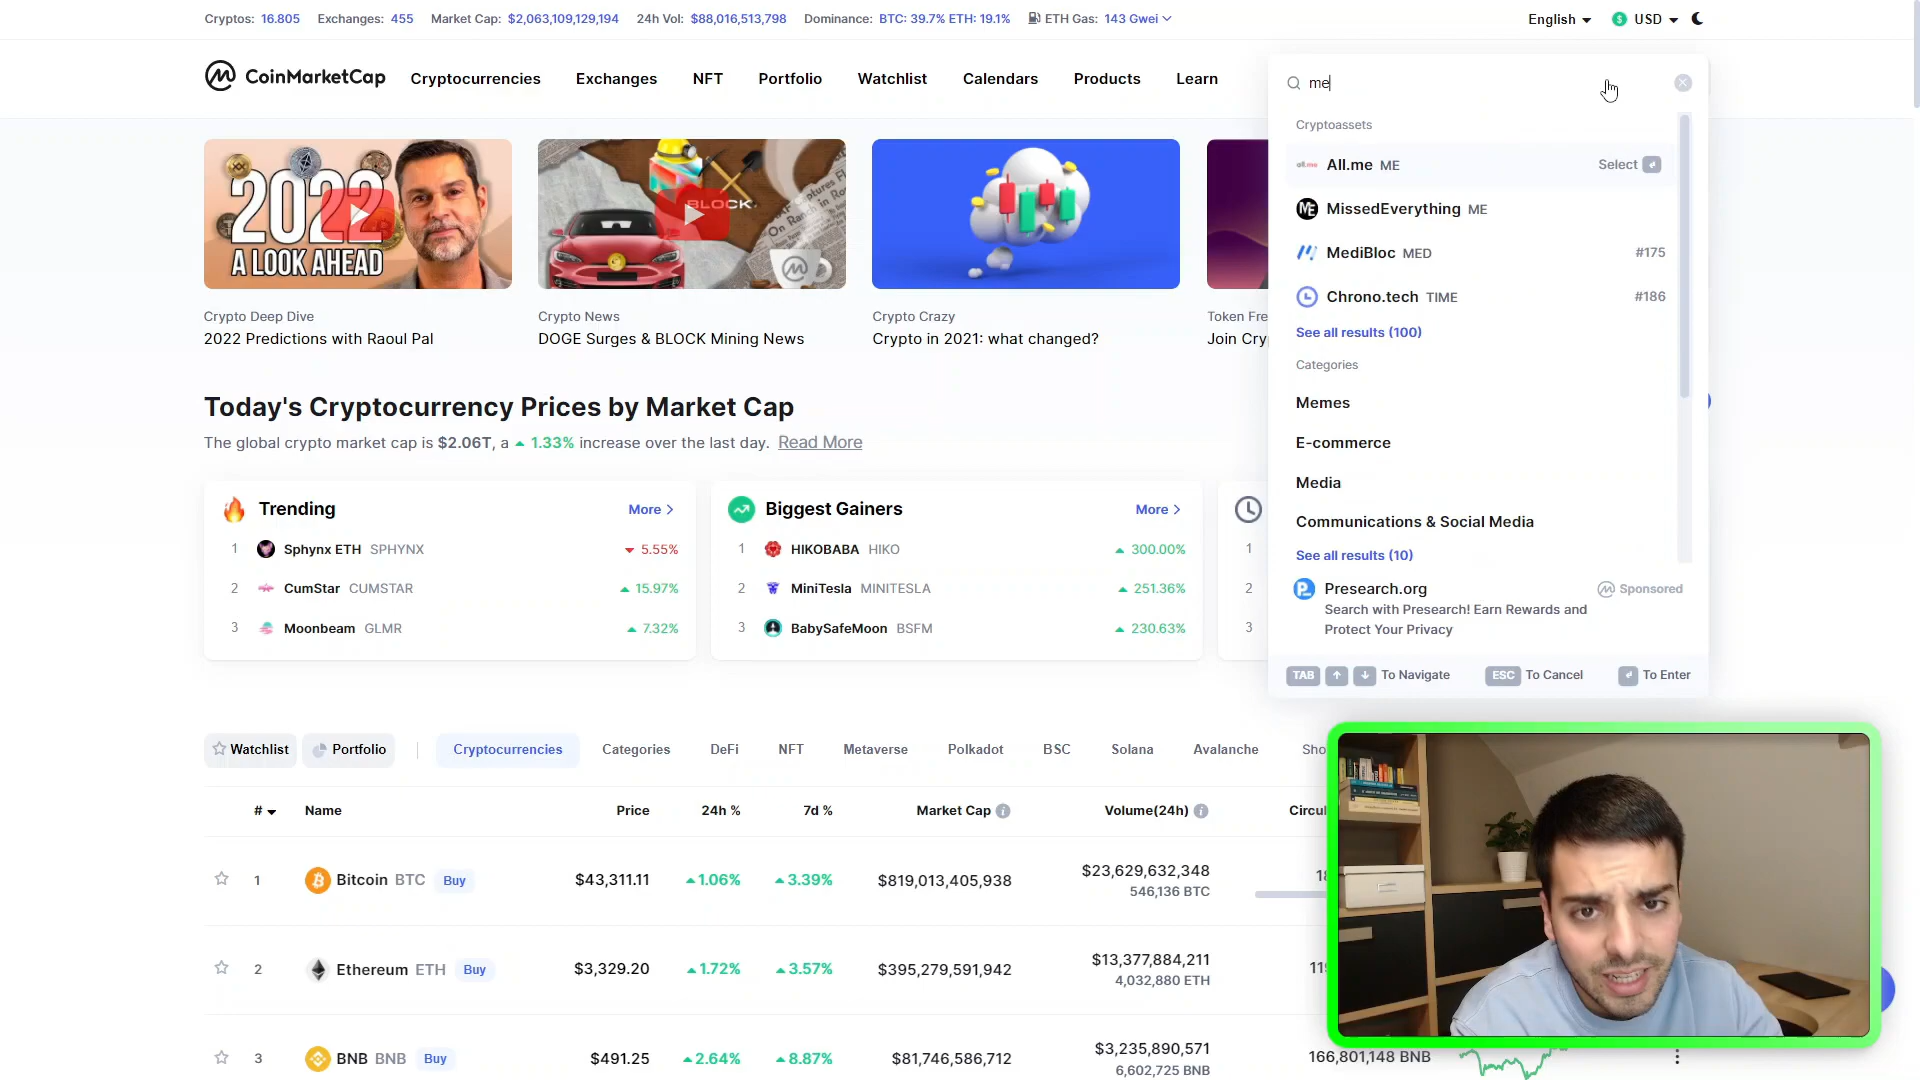 Cryptos: 16.805 Exchanges: 455 Market Cap: $2,063,109,129,194 24h Vol: $88,016,513,798 Dominance: BTC: 39.7% ETH: 19.1% ETH Gas: 143 Gwei
English $ USD
CoinMarketCap Cryptocurrencies Exchanges NFT Portfolio Watchlist Calendars Products Learn
me
Cryptoassets
all.me All.me ME Select
ME MissedEverything ME
MediBloc MED #175
Chrono.tech TIME #186
See all results (100)
Categories
Memes
E-commerce
Media
Communications & Social Media
See all results (10)
Presearch.org Sponsored
Search with Presearch! Earn Rewards and
Protect Your Privacy
TAB To Navigate ESC To Cancel To Enter
2022
A LOOK AHEAD
BLOCK
Crypto Deep Dive
2022 Predictions with Raoul Pal
Crypto News
DOGE Surges & BLOCK Mining News
Crypto Crazy
Crypto in 2021: what changed?
Token Fre
Join Cry
Today's Cryptocurrency Prices by Market Cap
The global crypto market cap is $2.06T, a 1.33% increase over the last day. Read More
Trending More
1 Sphynx ETH SPHYNX 5.55%
2 CumStar CUMSTAR 15.97%
3 Moonbeam GLMR 7.32%
Biggest Gainers More
1 HIKOBABA HIKO 300.00%
2 MiniTesla MINITESLA 251.36%
3 BabySafeMoon BSFM 230.63%
1
2
3
Watchlist Portfolio Cryptocurrencies Categories DeFi NFT Metaverse Polkadot BSC Solana Avalanche Sho
# Name Price 24h % 7d % Market Cap Volume(24h) Circul
1 Bitcoin BTC Buy $43,311.11 1.06% 3.39% $819,013,405,938 $23,629,632,348 18
546,136 BTC
2 Ethereum ETH Buy $3,329.20 1.72% 3.57% $395,279,591,942 $13,377,884,211 119
4,032,880 ETH
3 BNB BNB Buy $491.25 2.64% 8.87% $81,746,586,712 $3,235,890,571 166,801,148 BNB
6,602,725 BNB